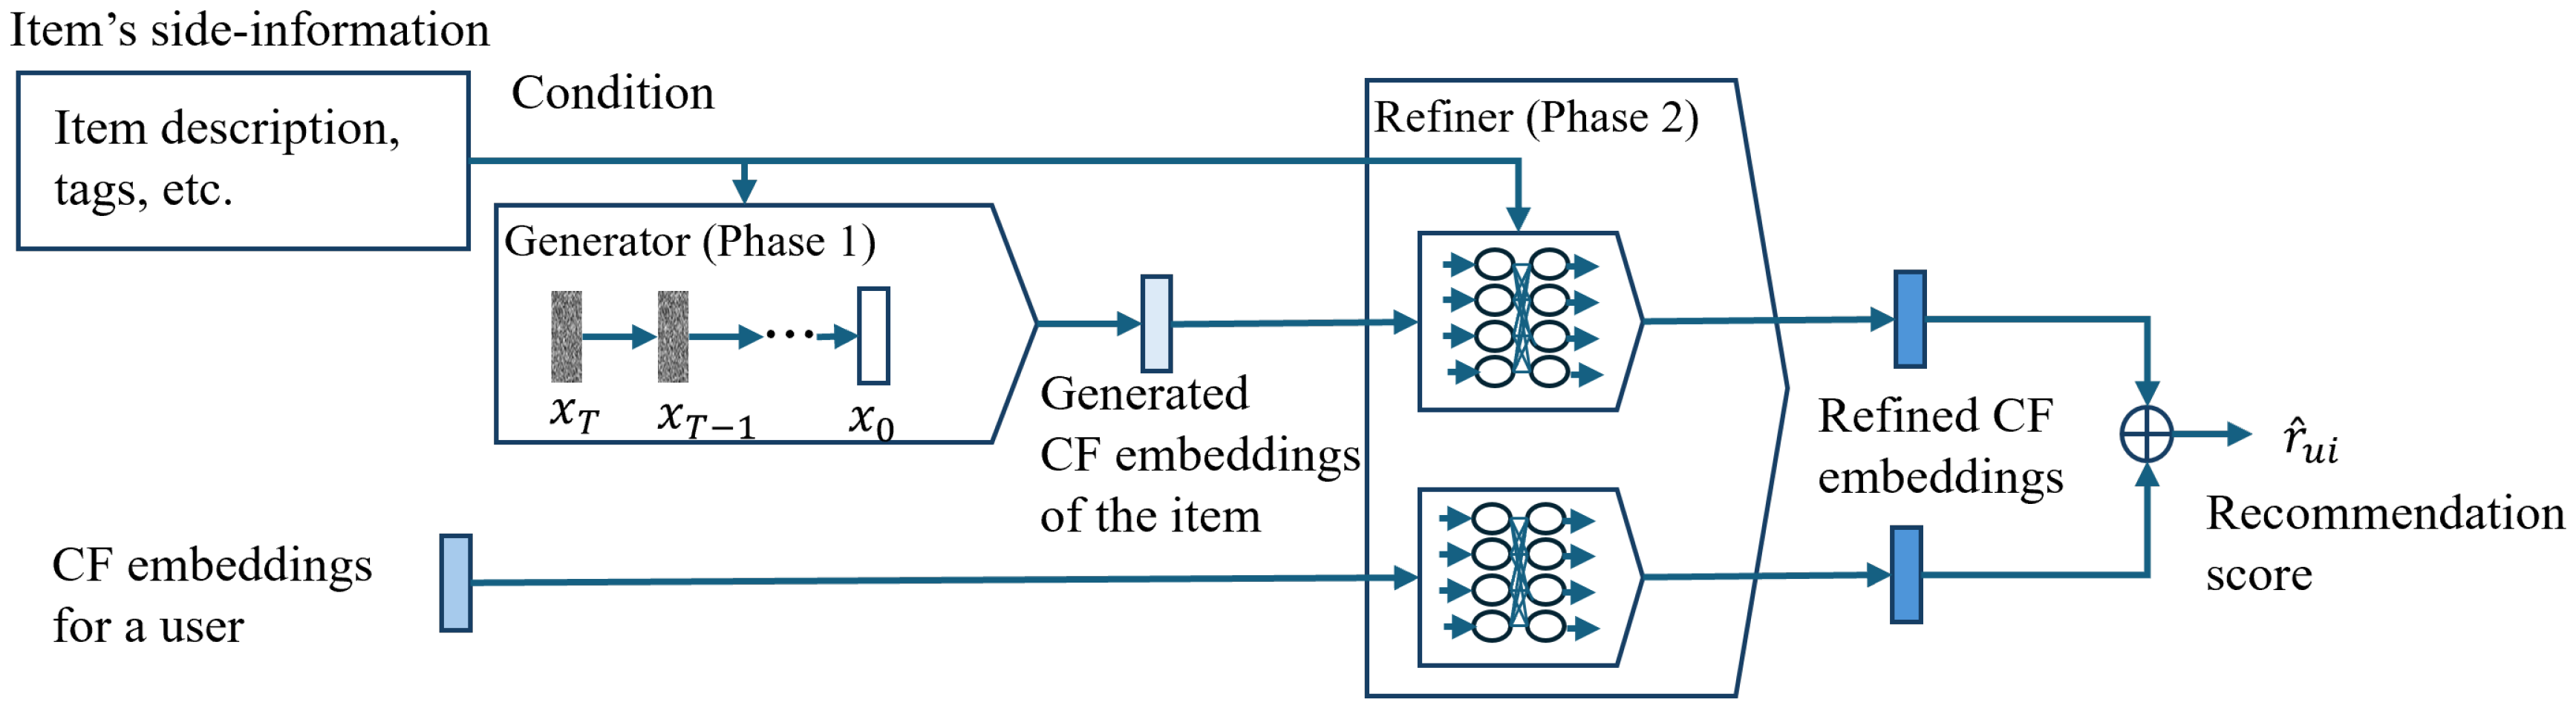 Item’s side-information
Item description,
tags, etc.
Condition
Generator (Phase 1)
x_T
x_{T−1}
...
x_0
Generated
CF embeddings
of the item
CF embeddings
for a user
Refiner (Phase 2)
Refined CF
embeddings
r̂_{ui}
Recommendation
score